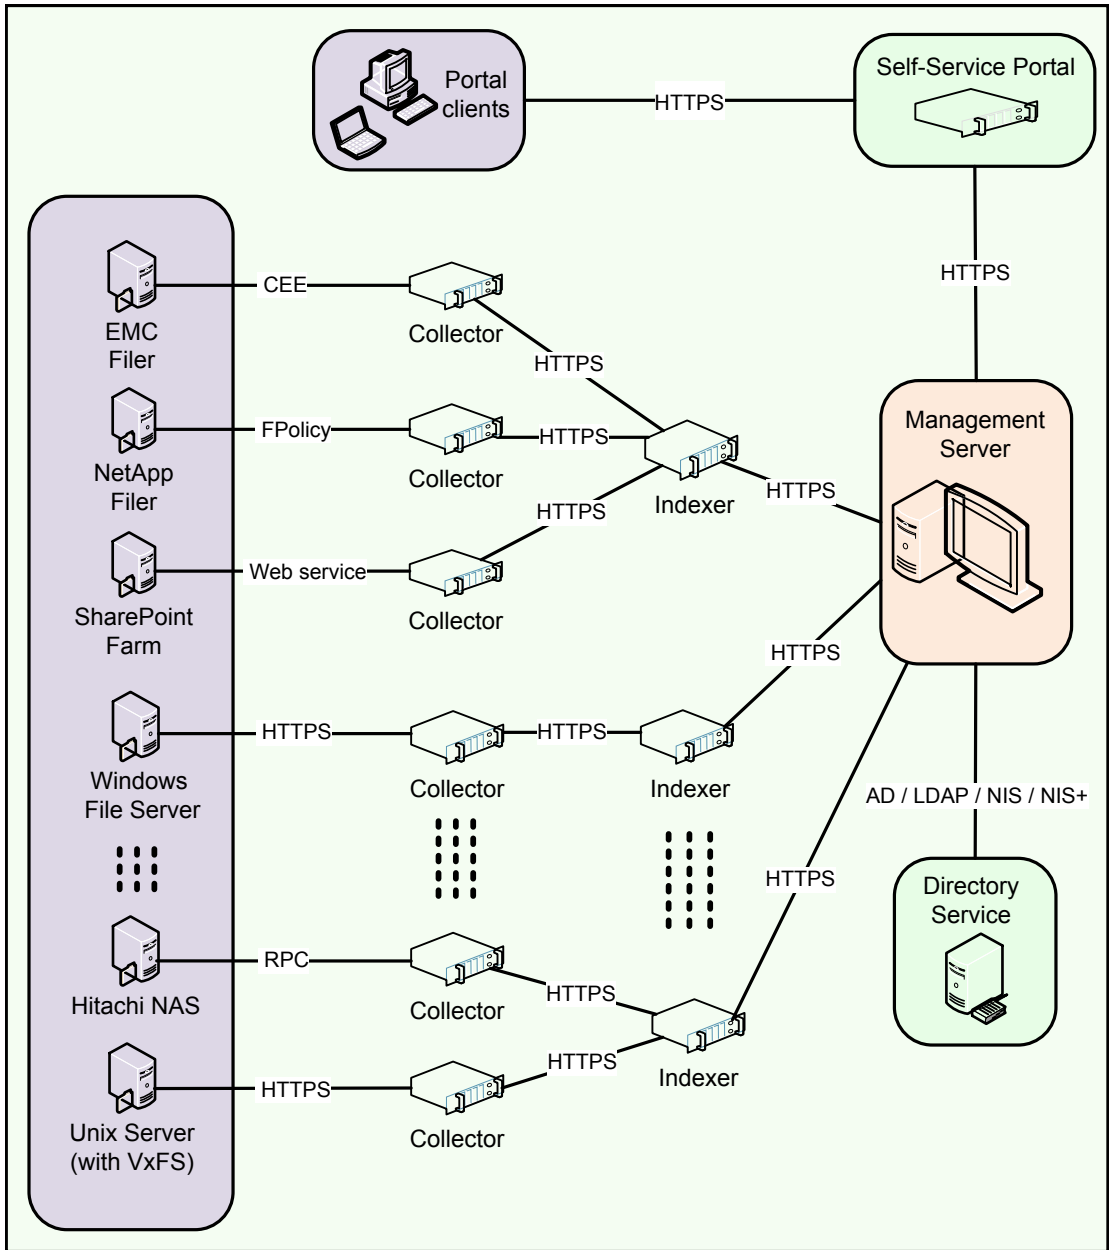 Portal
clients
HTTPS
Self-Service Portal
HTTPS
EMC
Filer
CEE
Collector
HTTPS
NetApp
Filer
FPolicy
Collector
HTTPS
Indexer
HTTPS
Management
Server
SharePoint
Farm
Web service
Collector
HTTPS
Windows
File Server
HTTPS
Collector
HTTPS
Indexer
HTTPS
AD / LDAP / NIS / NIS+
Directory
Service
Hitachi NAS
RPC
Collector
HTTPS
Indexer
HTTPS
Unix Server
(with VxFS)
HTTPS
Collector
HTTPS